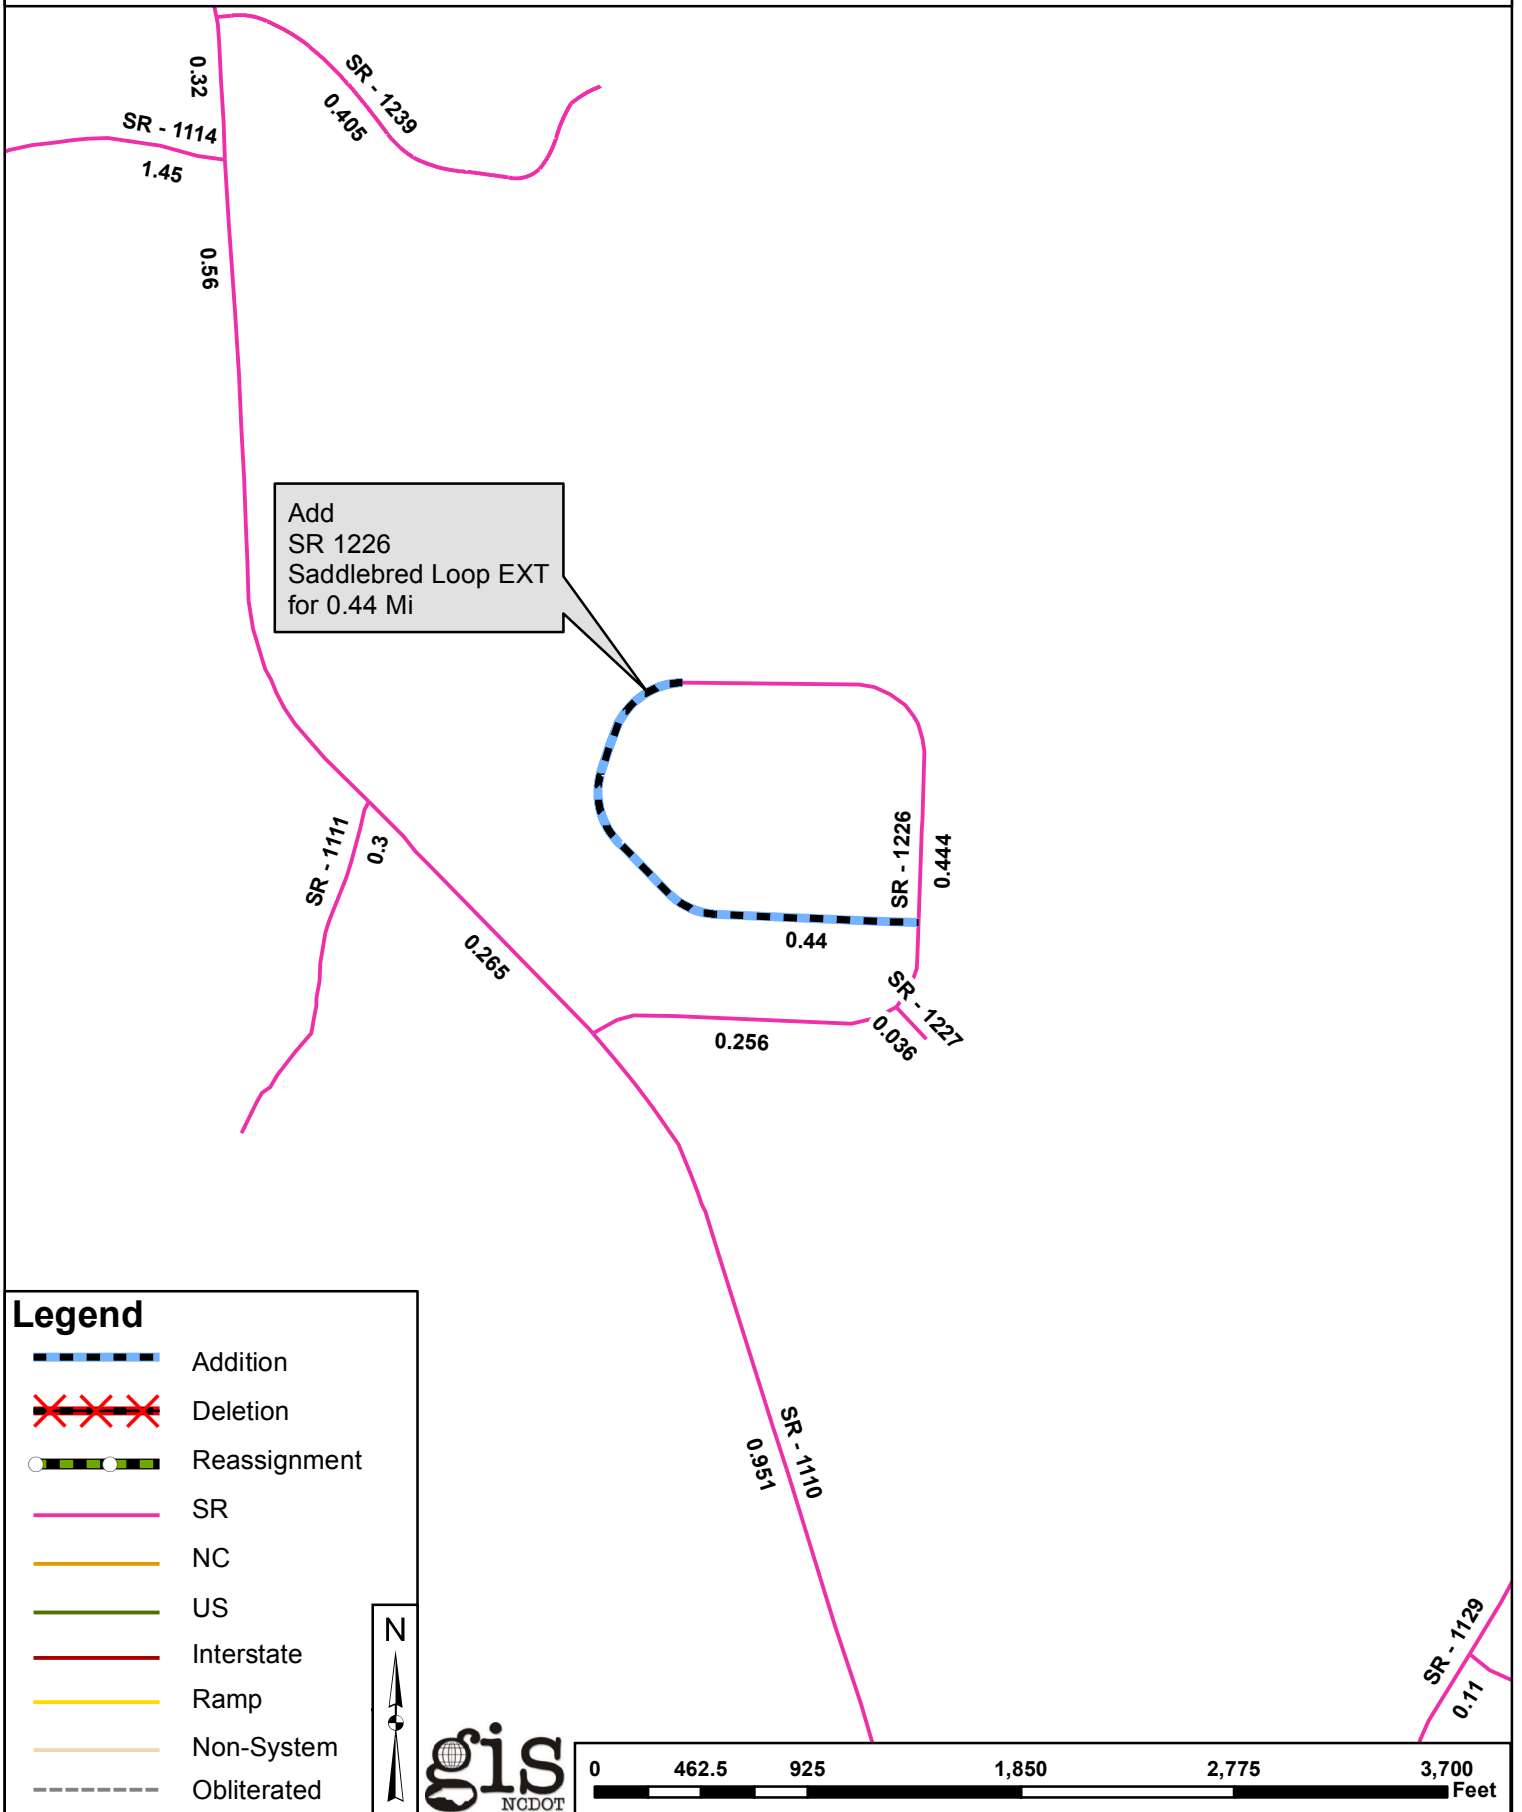 0.32
SR - 1239
0.405
SR - 1114
1.45
0.56
Add
SR 1226
Saddlebred Loop EXT
for 0.44 Mi
SR - 1111
0.3
SR - 1226
0.444
0.44
0.265
SR - 1227
0.036
0.256
SR - 1110
0.951
SR - 1129
0.11
Legend
Addition
Deletion
Reassignment
SR
NC
US
Interstate
Ramp
Non-System
Obliterated
N
gis
NCDOT
0 462.5 925 1,850 2,775 3,700
Feet